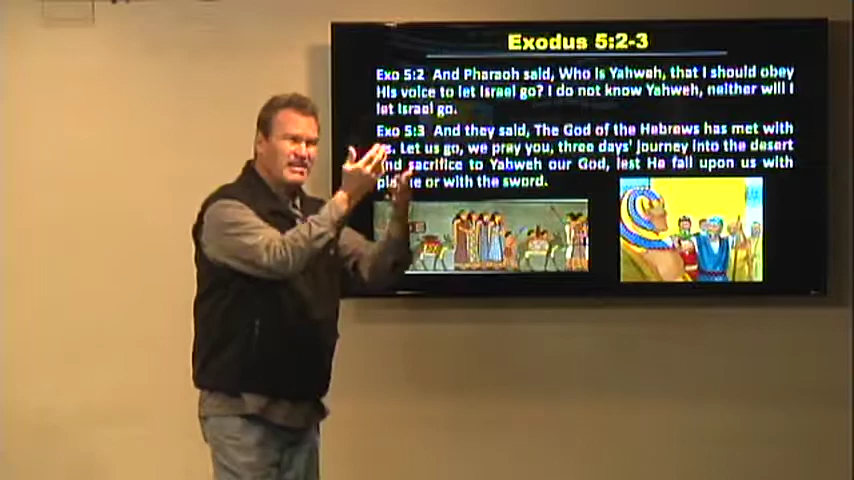 Exodus 5:2-3
Exo 5:2 And Pharaoh said, Who is Yahweh, that I should obey
His voice to let Israel go? I do not know Yahweh, neither will I
let Israel go.
Exo 5:3 And they said, The God of the Hebrews has met with
Let us go, we pray you, three days' journey into the desert
sacrifice to Yahweh our God, lest He fall upon us with
or with the sword.